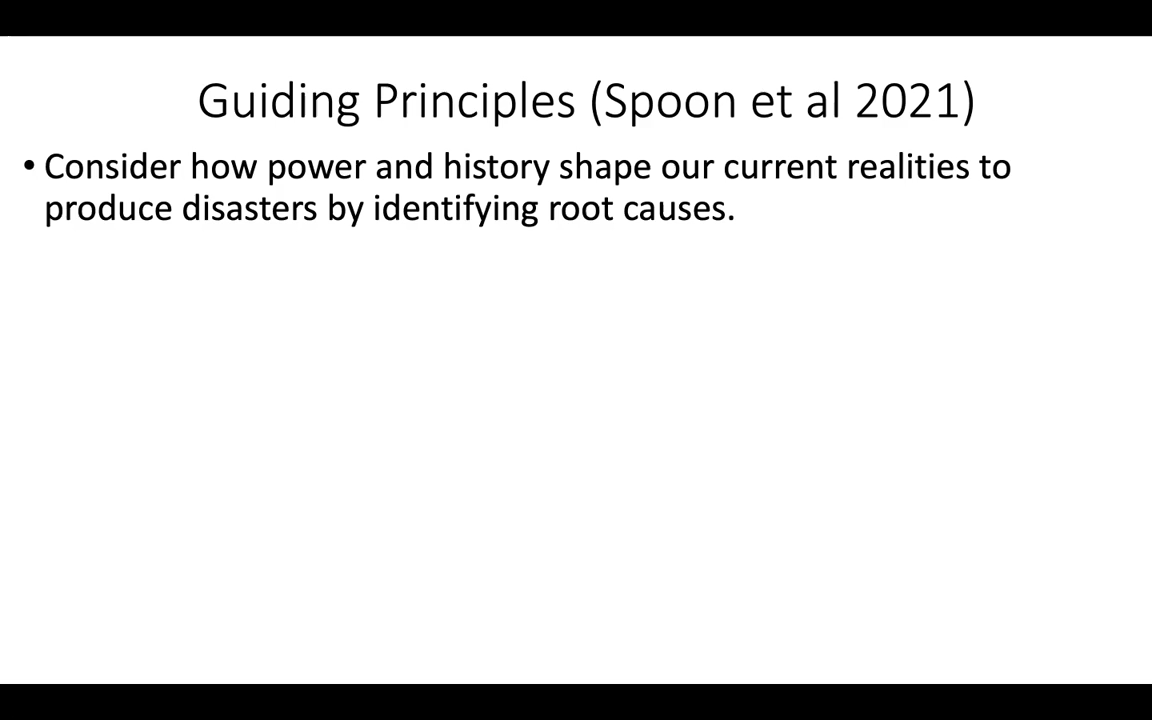 Guiding Principles (Spoon et al 2021)
• Consider how power and history shape our current realities to
produce disasters by identifying root causes.